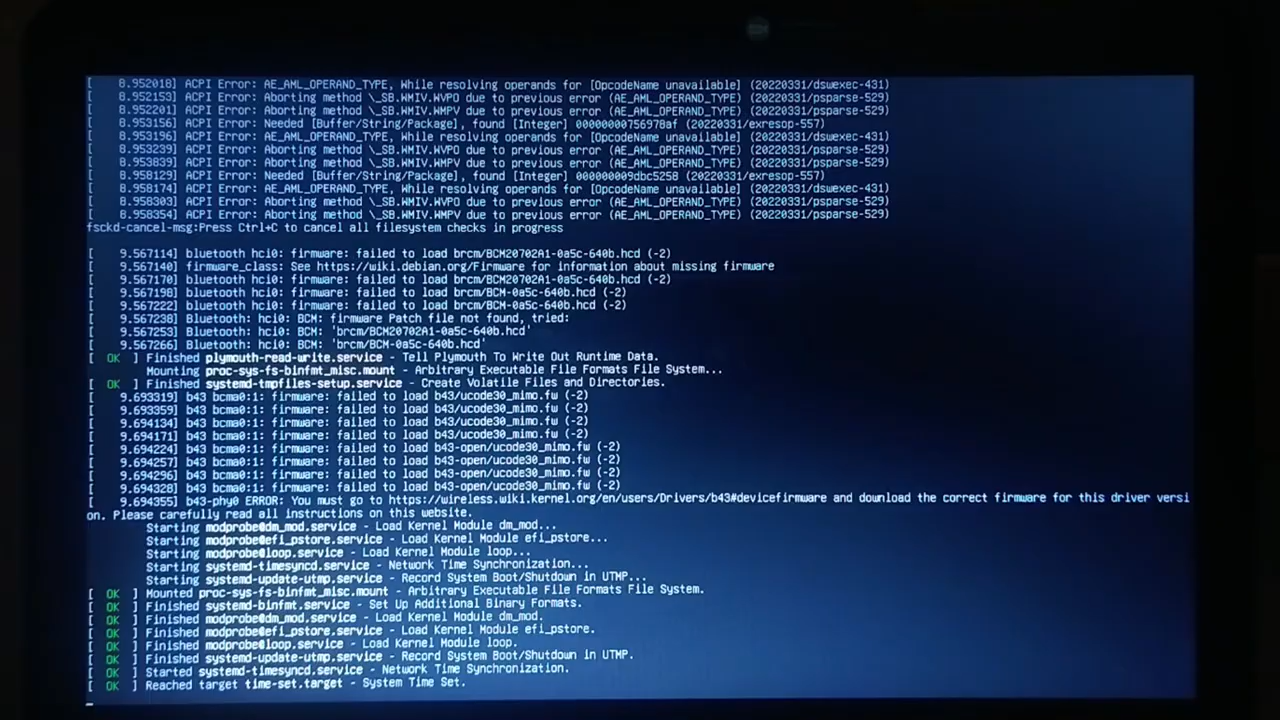 [    8.952018] ACPI Error: AE_AML_OPERAND_TYPE, While resolving operands for [OpcodeName unavailable] (20220331/dswexec-431)
[    8.952153] ACPI Error: Aborting method \_SB.WMIV.WVPO due to previous error (AE_AML_OPERAND_TYPE) (20220331/psparse-529)
[    8.952201] ACPI Error: Aborting method \_SB.WMIV.WMPV due to previous error (AE_AML_OPERAND_TYPE) (20220331/psparse-529)
[    8.953156] ACPI Error: Needed [Buffer/String/Package], found [Integer] 00000000756978af (20220331/exresop-557)
[    8.953196] ACPI Error: AE_AML_OPERAND_TYPE, While resolving operands for [OpcodeName unavailable] (20220331/dswexec-431)
[    8.953239] ACPI Error: Aborting method \_SB.WMIV.WVPO due to previous error (AE_AML_OPERAND_TYPE) (20220331/psparse-529)
[    8.953839] ACPI Error: Aborting method \_SB.WMIV.WMPV due to previous error (AE_AML_OPERAND_TYPE) (20220331/psparse-529)
[    8.958129] ACPI Error: Needed [Buffer/String/Package], found [Integer] 000000009dbc5258 (20220331/exresop-557)
[    8.958174] ACPI Error: AE_AML_OPERAND_TYPE, While resolving operands for [OpcodeName unavailable] (20220331/dswexec-431)
[    8.958303] ACPI Error: Aborting method \_SB.WMIV.WVPO due to previous error (AE_AML_OPERAND_TYPE) (20220331/psparse-529)
[    8.958354] ACPI Error: Aborting method \_SB.WMIV.WMPV due to previous error (AE_AML_OPERAND_TYPE) (20220331/psparse-529)
fsckd-cancel-msg:Press Ctrl+C to cancel all filesystem checks in progress
[    9.567114] bluetooth hci0: firmware: failed to load brcm/BCM20702A1-0a5c-640b.hcd (-2)
[    9.567140] firmware_class: See https://wiki.debian.org/Firmware for information about missing firmware
[    9.567170] bluetooth hci0: firmware: failed to load brcm/BCM20702A1-0a5c-640b.hcd (-2)
[    9.567198] bluetooth hci0: firmware: failed to load brcm/BCM-0a5c-640b.hcd (-2)
[    9.567222] bluetooth hci0: firmware: failed to load brcm/BCM-0a5c-640b.hcd (-2)
[    9.567238] Bluetooth: hci0: BCM: firmware Patch file not found, tried:
[    9.567253] Bluetooth: hci0: BCM: 'brcm/BCM20702A1-0a5c-640b.hcd'
[    9.567266] Bluetooth: hci0: BCM: 'brcm/BCM-0a5c-640b.hcd'
[  OK  ] Finished plymouth-read-write.service - Tell Plymouth To Write Out Runtime Data.
Mounting proc-sys-fs-binfmt_misc.mount - Arbitrary Executable File Formats File System...
[  OK  ] Finished systemd-tmpfiles-setup.service - Create Volatile Files and Directories.
[    9.693319] b43 bcma0:1: firmware: failed to load b43/ucode30_mimo.fw (-2)
[    9.693359] b43 bcma0:1: firmware: failed to load b43/ucode30_mimo.fw (-2)
[    9.694134] b43 bcma0:1: firmware: failed to load b43/ucode30_mimo.fw (-2)
[    9.694171] b43 bcma0:1: firmware: failed to load b43/ucode30_mimo.fw (-2)
[    9.694224] b43 bcma0:1: firmware: failed to load b43-open/ucode30_mimo.fw (-2)
[    9.694257] b43 bcma0:1: firmware: failed to load b43-open/ucode30_mimo.fw (-2)
[    9.694296] b43 bcma0:1: firmware: failed to load b43-open/ucode30_mimo.fw (-2)
[    9.694328] b43 bcma0:1: firmware: failed to load b43-open/ucode30_mimo.fw (-2)
[    9.694355] b43-phy0 ERROR: You must go to https://wireless.wiki.kernel.org/en/users/Drivers/b43#devicefirmware and download the correct firmware for this driver versi
on. Please carefully read all instructions on this website.
Starting modprobe@dm_mod.service - Load Kernel Module dm_mod...
Starting modprobe@efi_pstore.service - Load Kernel Module efi_pstore...
Starting modprobe@loop.service - Load Kernel Module loop...
Starting systemd-timesyncd.service - Network Time Synchronization...
Starting systemd-update-utmp.service - Record System Boot/Shutdown in UTMP...
[  OK  ] Mounted proc-sys-fs-binfmt_misc.mount - Arbitrary Executable File Formats File System.
[  OK  ] Finished systemd-binfmt.service - Set Up Additional Binary Formats.
[  OK  ] Finished modprobe@dm_mod.service - Load Kernel Module dm_mod.
[  OK  ] Finished modprobe@efi_pstore.service - Load Kernel Module efi_pstore.
[  OK  ] Finished modprobe@loop.service - Load Kernel Module loop.
[  OK  ] Finished systemd-update-utmp.service - Record System Boot/Shutdown in UTMP.
[  OK  ] Started systemd-timesyncd.service - Network Time Synchronization.
[  OK  ] Reached target time-set.target - System Time Set.